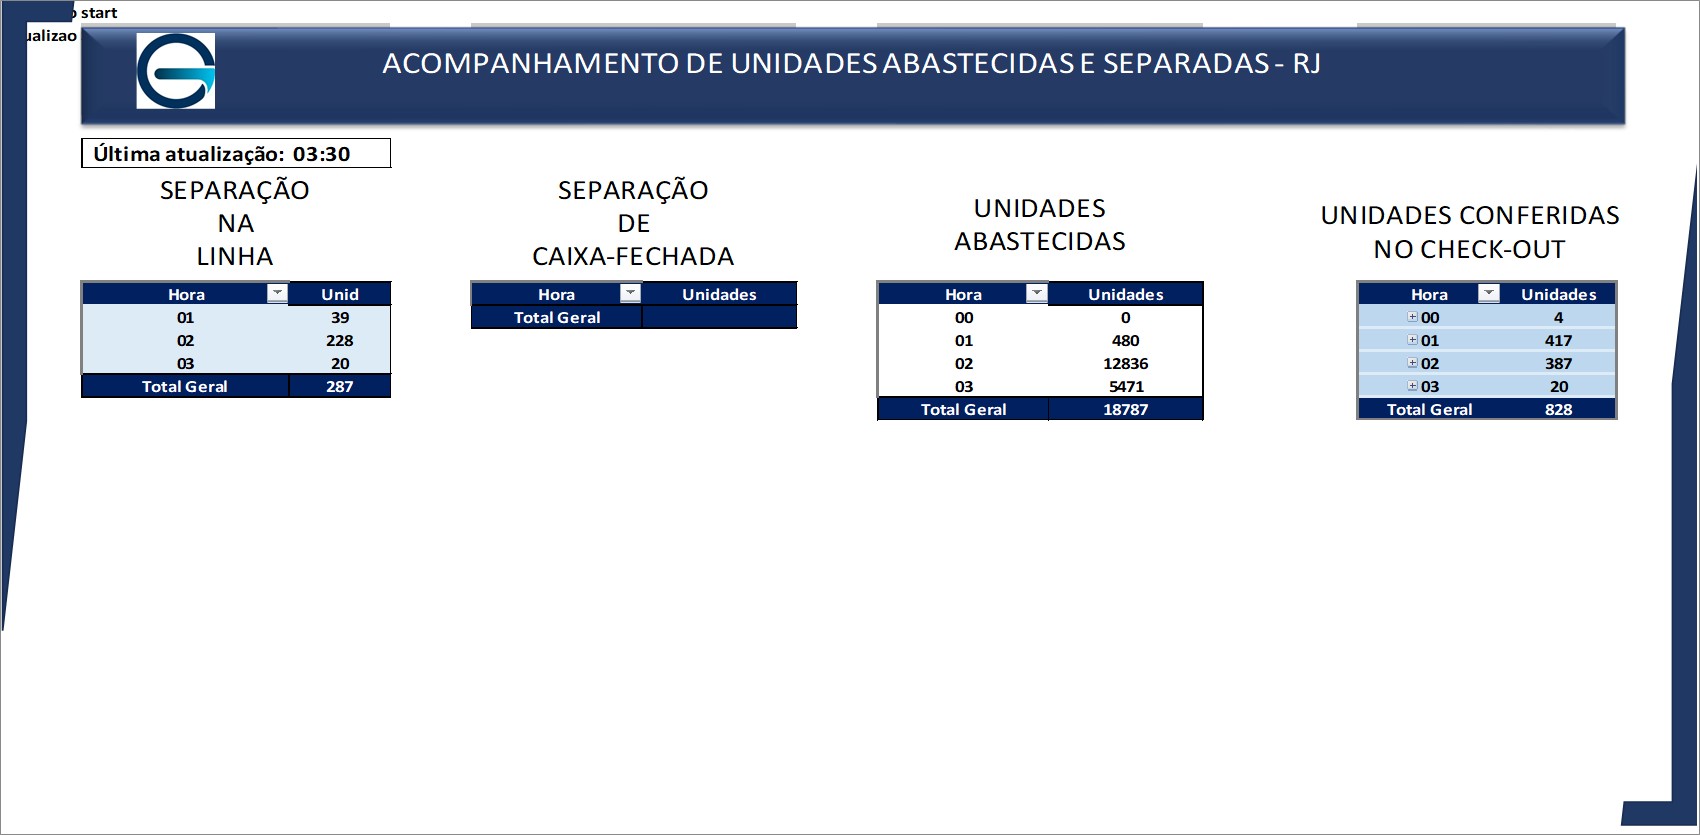 start
ualizao
ACOMPANHAMENTO DE UNIDADES ABASTECIDAS E SEPARADAS - RJ
Última atualização: 03:30
SEPARAÇÃO
NA
LINHA
Hora Unid
01 39
02 228
03 20
Total Geral 287
SEPARAÇÃO
DE
CAIXA-FECHADA
Hora Unidades
Total Geral
UNIDADES
ABASTECIDAS
Hora Unidades
00 0
01 480
02 12836
03 5471
Total Geral 18787
UNIDADES CONFERIDAS
NO CHECK-OUT
Hora Unidades
00 4
01 417
02 387
03 20
Total Geral 828